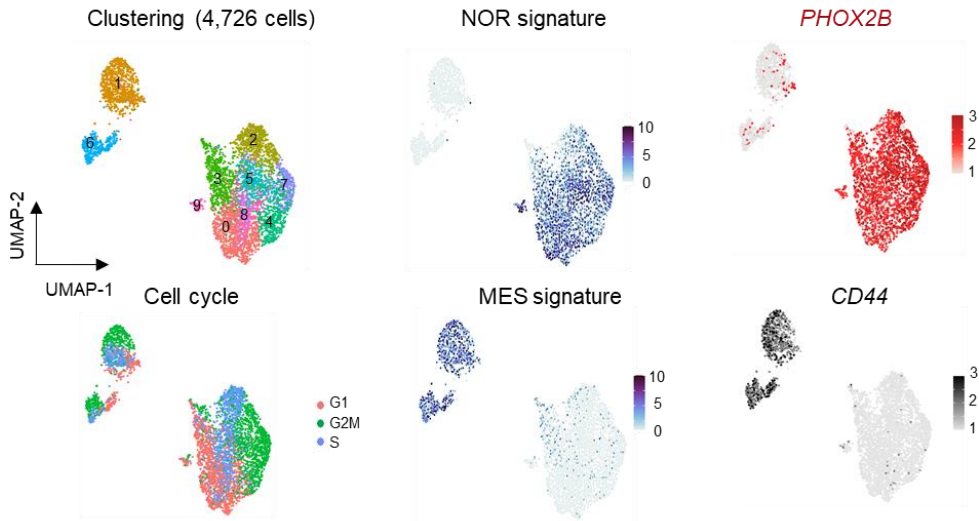 Clustering (4,726 cells)
NOR signature
PHOX2B
1
6
2
3
5
7
9
8
0
4
10
5
0
3
2
1
UMAP-2
UMAP-1
Cell cycle
MES signature
CD44
G1
G2M
S
10
5
0
3
2
1